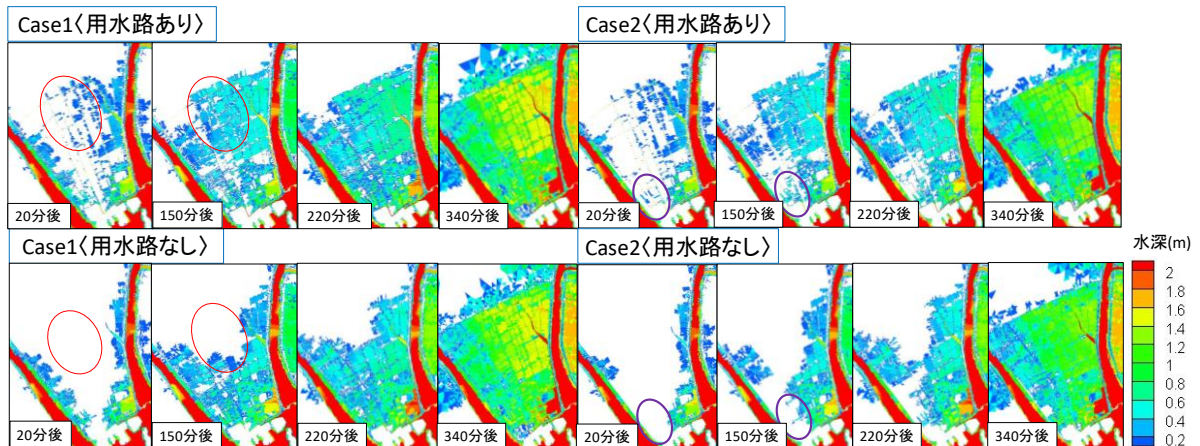 Case1〈用水路あり〉
Case2〈用水路あり〉
20分後
150分後
220分後
340分後
20分後
150分後
220分後
340分後
Case1〈用水路なし〉
Case2〈用水路なし〉
20分後
150分後
220分後
340分後
20分後
150分後
220分後
340分後
水深(m)
2
1.8
1.6
1.4
1.2
1
0.8
0.6
0.4
0.2